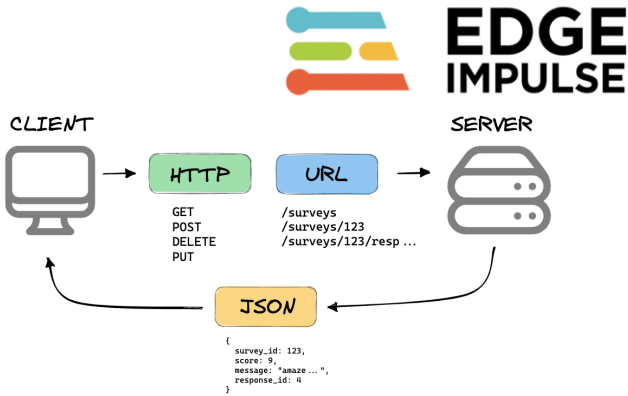 EDGE
IMPULSE
CLIENT
SERVER
HTTP
URL
GET
POST
DELETE
PUT
/surveys
/surveys/123
/surveys/123/resp...
JSON
{
survey_id: 123,
score: 9,
message: "amaze...",
response_id: 4
}